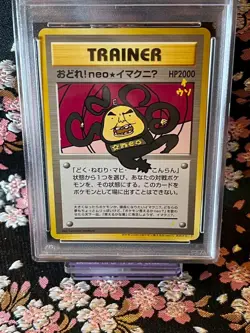 TRAINER
おどれ!neo★イマクニ? HP2000
ウソ
☆neo
「どく・ねむり・マヒ・こんらん」
状態から1つを選び、あなたの対戦ポケ
モンを、その状態にする。このカードを
ポケモンとして場に出すことはできない。